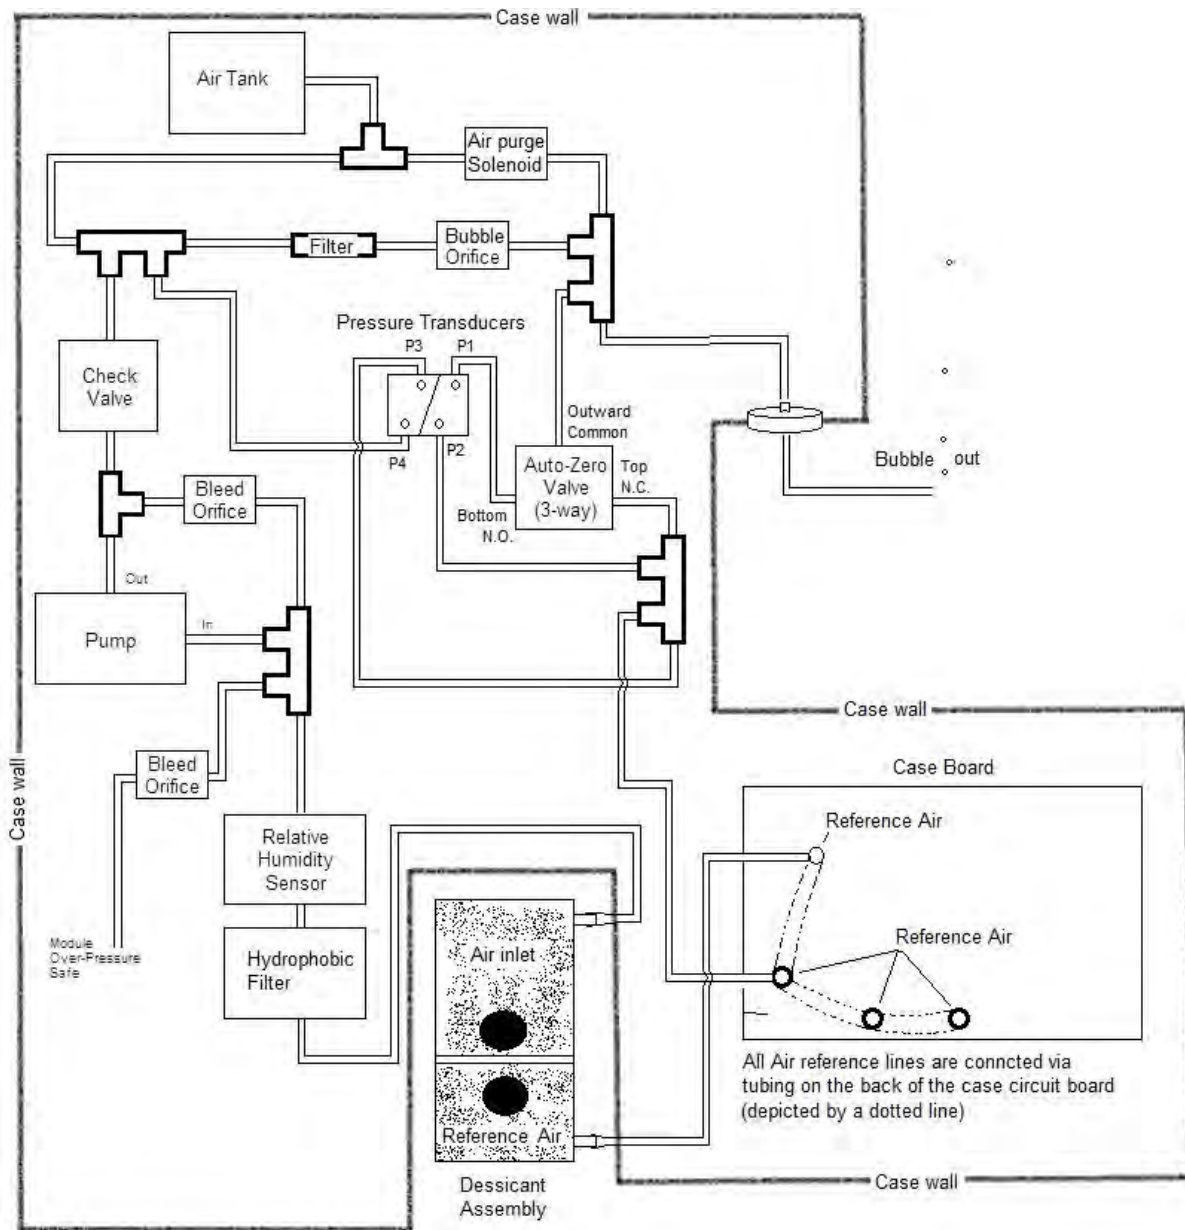 Case wall
Air Tank
Air purge
Solenoid
Filter
Bubble
Orifice
Pressure Transducers
P3
P1
Check
Valve
Outward
Common
P4
P2
Bubble out
Auto-Zero
Valve
(3-way)
Top
N.C.
Bleed
Orifice
Bottom
N.O.
Out
Pump
In
Case wall
Bleed
Orifice
Case Board
Case wall
Reference Air
Relative
Humidity
Sensor
Reference Air
Module
Over-Pressure
Safe
Hydrophobic
Filter
Air inlet
All Air reference lines are conncted via
tubing on the back of the case circuit board
(depicted by a dotted line)
Reference Air
Case wall
Dessicant
Assembly